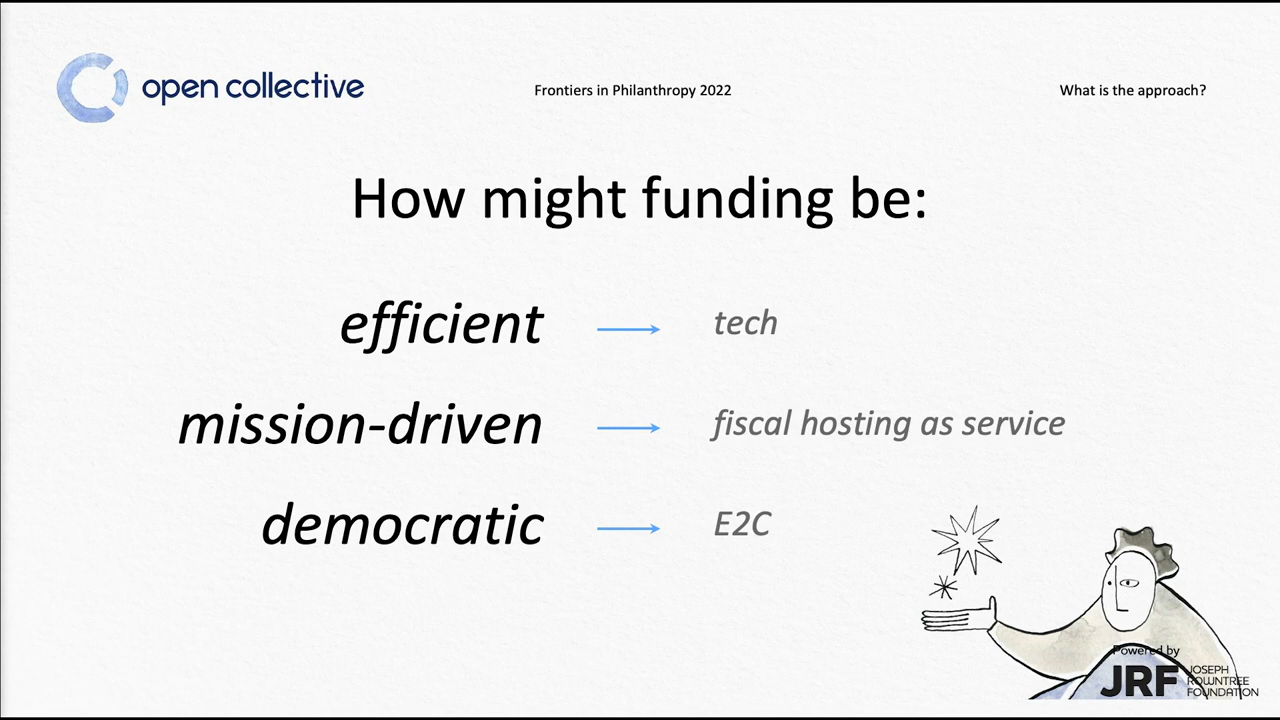 open collective
Frontiers in Philanthropy 2022
What is the approach?
How might funding be:
efficient
tech
mission-driven
fiscal hosting as service
democratic
E2C
Powered by
JRF
JOSEPH
ROWNTREE
FOUNDATION